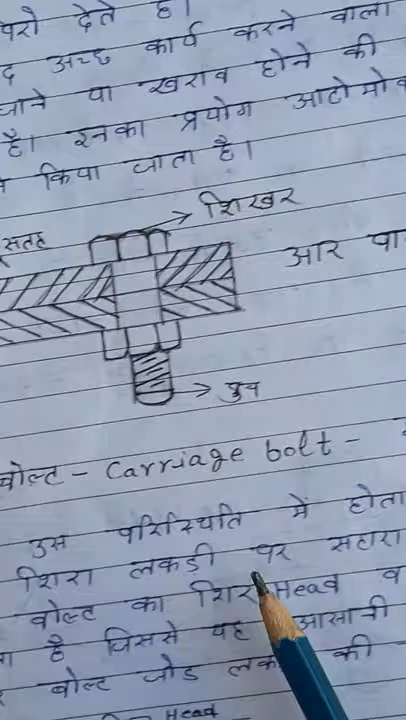 देते है।
अच्छ कार्य करने वाला
जाने या खराब होने की
है। इनका प्रयोग आटोमोब
किया जाता है।
शिखर
सतह
आर पा
चुच
बोल्ट - Carriage bolt -
उस परिस्थिति में होता
शिरा लकडी पर सहारा
बोल्ट का शिर Head व
है जिससे यह आसानी
बोल्ट जोड की
Head